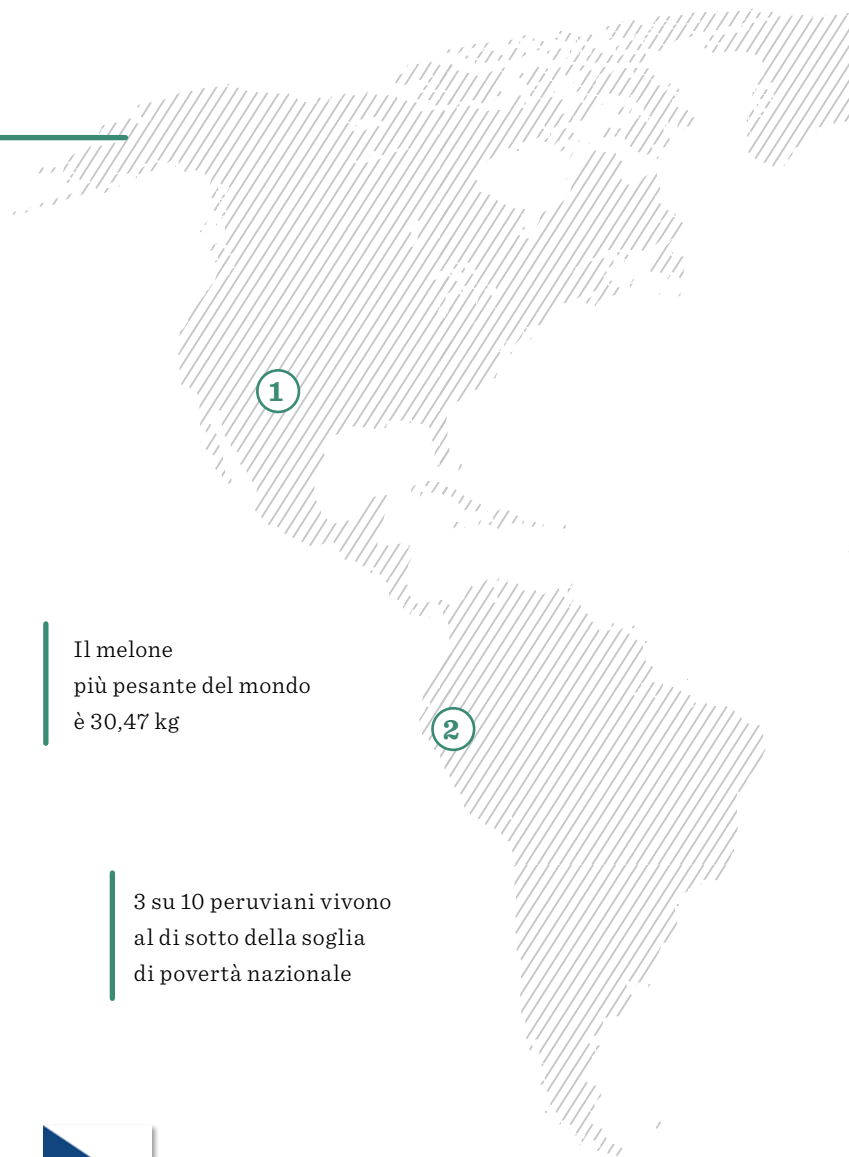 1
Il melone
più pesante del mondo
è 30,47 kg
2
3 su 10 peruviani vivono
al di sotto della soglia
di povertà nazionale